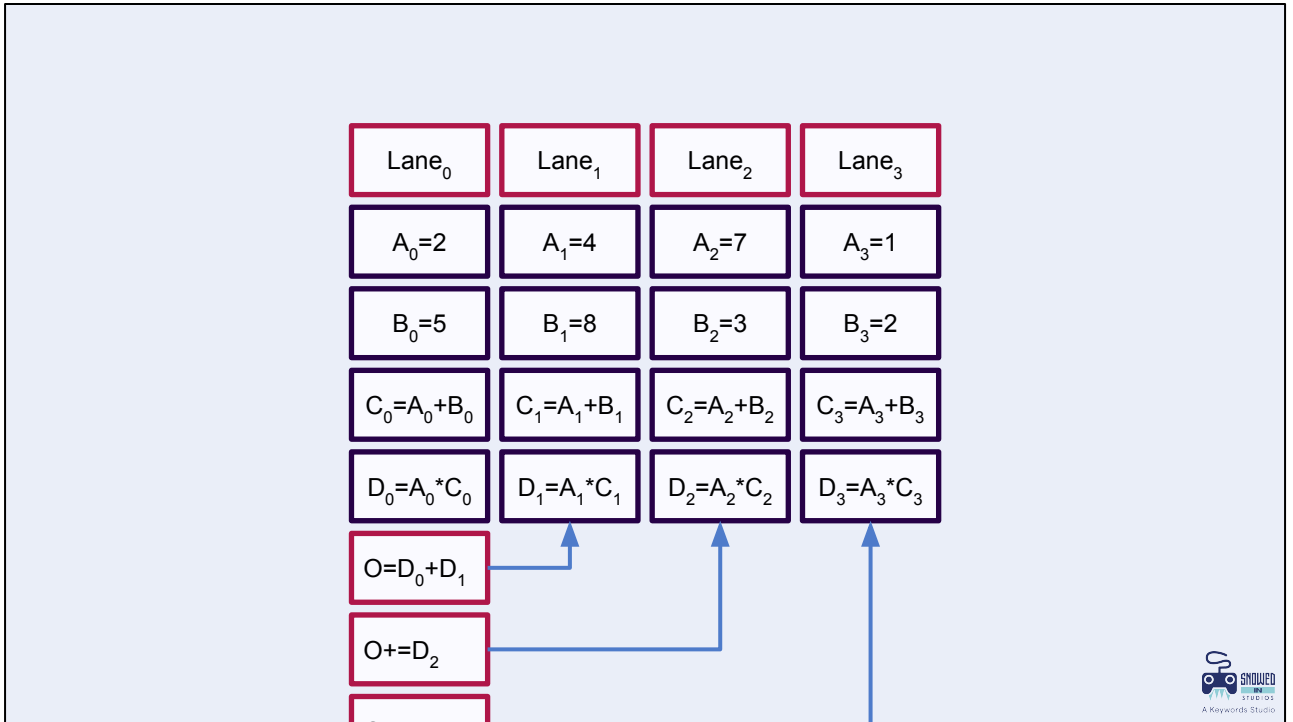 Lane₀ Lane₁ Lane₂ Lane₃
A₀=2 A₁=4 A₂=7 A₃=1
B₀=5 B₁=8 B₂=3 B₃=2
C₀=A₀+B₀ C₁=A₁+B₁ C₂=A₂+B₂ C₃=A₃+B₃
D₀=A₀*C₀ D₁=A₁*C₁ D₂=A₂*C₂ D₃=A₃*C₃
O=D₀+D₁
O+=D₂
SNOWED
IN
STUDIOS
A Keywords Studio